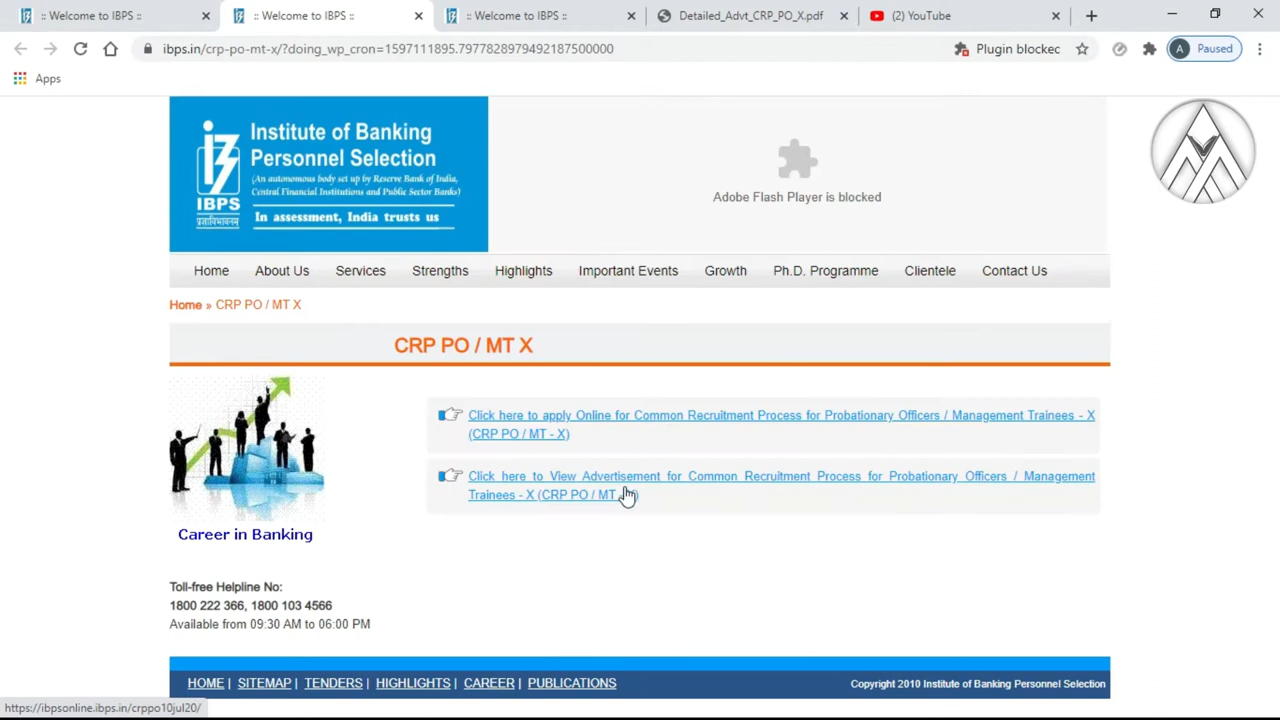 :: Welcome to IBPS ::
:: Welcome to IBPS ::
:: Welcome to IBPS ::
Detailed_Advt_CRP_PO_X.pdf
(2) YouTube
ibps.in/crp-po-mt-x/?doing_wp_cron=1597111895.7977828979492187500000
Plugin blockec
A Paused
Apps
Institute of Banking
Personnel Selection
(An autonomous body set up by Reserve Bank of India,
Central Financial Institutions and Public Sector Banks)
IBPS
In assessment, India trusts us
Adobe Flash Player is blocked
Home About Us Services Strengths Highlights Important Events Growth Ph.D. Programme Clientele Contact Us
Home » CRP PO / MT X
CRP PO / MT X
Click here to apply Online for Common Recruitment Process for Probationary Officers / Management Trainees - X
(CRP PO / MT - X)
Click here to View Advertisement for Common Recruitment Process for Probationary Officers / Management
Trainees - X (CRP PO / MT )
Career in Banking
Toll-free Helpline No:
1800 222 366, 1800 103 4566
Available from 09:30 AM to 06:00 PM
HOME | SITEMAP | TENDERS | HIGHLIGHTS | CAREER | PUBLICATIONS
Copyright 2010 Institute of Banking Personnel Selection
https://ibpsonline.ibps.in/crppo10jul20/